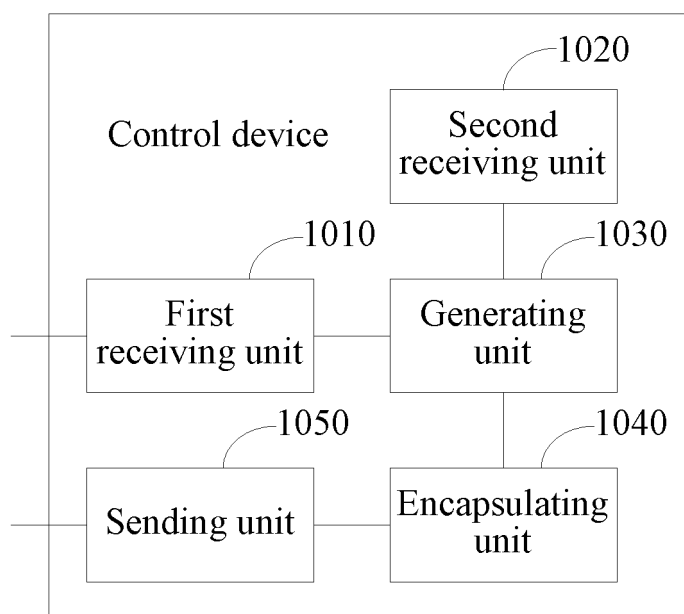 1020
Control device
Second
receiving unit
1010
1030
First
receiving unit
Generating
unit
1050
1040
Sending unit
Encapsulating
unit